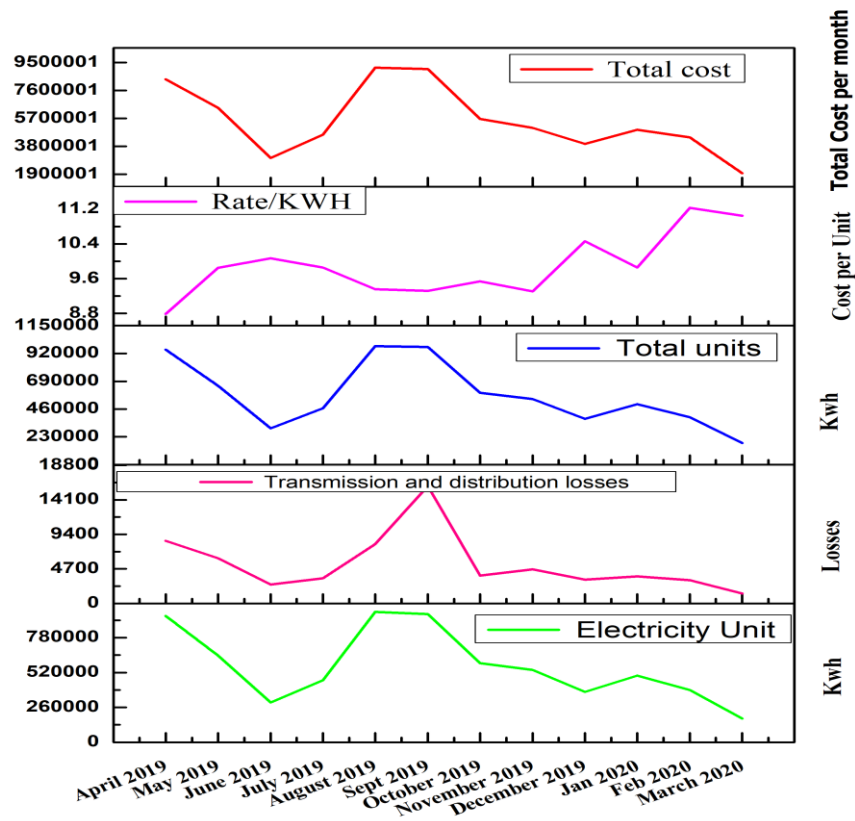 9500001
7600001
5700001
3800001
1900001
Total cost
Total Cost per month
11.2
10.4
9.6
8.8
Rate/KWH
Cost per Unit
1150000
920000
690000
460000
230000
0
Total units
Kwh
18800
14100
9400
4700
0
Transmission and distribution losses
Losses
780000
520000
260000
0
Electricity Unit
Kwh
April 2019
May 2019
June 2019
July 2019
August 2019
Sept 2019
October 2019
November 2019
December 2019
Jan 2020
Feb 2020
March 2020